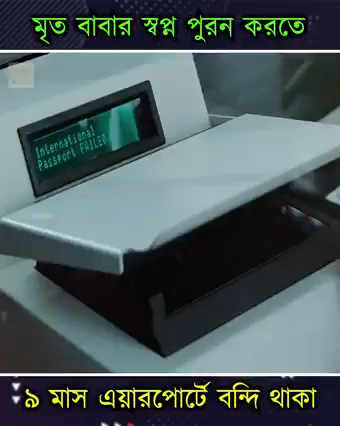 মৃত বাবার স্বপ্ন পুরন করতে
International
Passport FAILED
৯ মাস এয়ারপোর্টে বন্দি থাকা